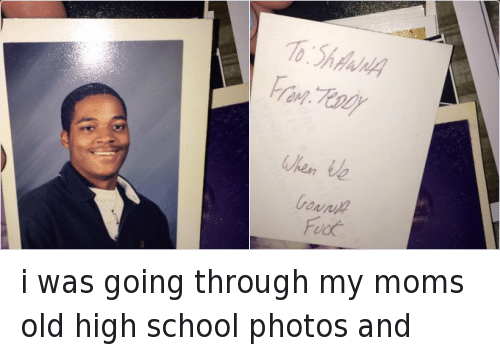 To: ShAWNA
From: TEDDY
When We
GONNA
Fuck
i was going through my moms
old high school photos and